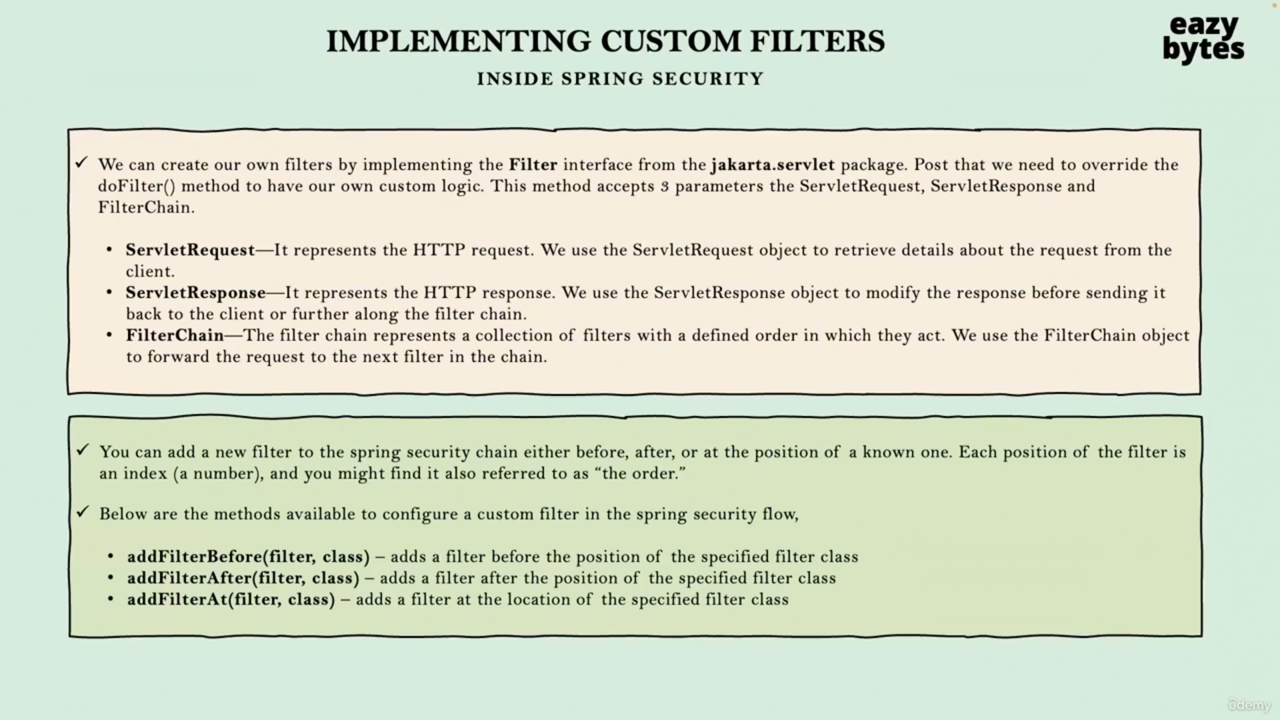 IMPLEMENTING CUSTOM FILTERS
eazy
bytes
INSIDE SPRING SECURITY
✓ We can create our own filters by implementing the Filter interface from the jakarta.servlet package. Post that we need to override the
doFilter() method to have our own custom logic. This method accepts 3 parameters the ServletRequest, ServletResponse and
FilterChain.
• ServletRequest—It represents the HTTP request. We use the ServletRequest object to retrieve details about the request from the
client.
• ServletResponse—It represents the HTTP response. We use the ServletResponse object to modify the response before sending it
back to the client or further along the filter chain.
• FilterChain—The filter chain represents a collection of filters with a defined order in which they act. We use the FilterChain object
to forward the request to the next filter in the chain.
✓ You can add a new filter to the spring security chain either before, after, or at the position of a known one. Each position of the filter is
an index (a number), and you might find it also referred to as “the order.”
✓ Below are the methods available to configure a custom filter in the spring security flow,
• addFilterBefore(filter, class) – adds a filter before the position of the specified filter class
• addFilterAfter(filter, class) – adds a filter after the position of the specified filter class
• addFilterAt(filter, class) – adds a filter at the location of the specified filter class
ûdemy